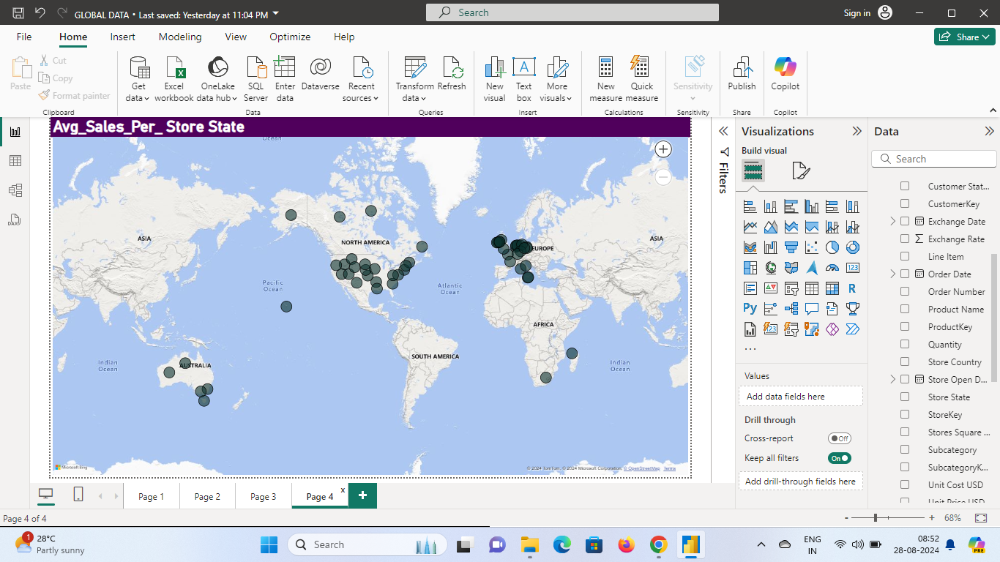 GLOBAL DATA • Last saved: Yesterday at 11:04 PM
Search
Sign in
File
Home
Insert
Modeling
View
Optimize
Help
Share
Paste
Cut
Copy
Format painter
Clipboard
Get data
Excel workbook
OneLake data hub
SQL Server
Enter data
Dataverse
Recent sources
Data
Transform data
Refresh
Queries
New visual
Text box
More visuals
Insert
New measure
Quick measure
Calculations
Sensitivity
Sensitivity
Publish
Share
Copilot
Copilot
Avg_Sales_Per_ Store State
Ocean
ASIA
NORTH AMERICA
EUROPE
ASIA
Pacific
Ocean
Atlantic
Ocean
AFRICA
SOUTH AMERICA
Indian
Ocean
AUSTRALIA
Indian
Ocean
Microsoft Bing
© 2024 TomTom, © 2024 Microsoft Corporation, © OpenStreetMap Terms
Filters
Visualizations
Build visual
123
R
Py
123
...
Values
Add data fields here
Drill through
Cross-report
Off
Keep all filters
On
Add drill-through fields here
Data
Search
Customer Stat...
CustomerKey
Exchange Date
Exchange Rate
Line Item
Order Date
Order Number
Product Name
ProductKey
Quantity
Store Country
Store Open D...
Store State
StoreKey
Stores Square ...
Subcategory
SubcategoryK...
Unit Cost USD
Unit Price USD
DAX
Page 1
Page 2
Page 3
Page 4
x
+
Page 4 of 4
- + 68%
1
28°C
Partly sunny
Search
ENG
IN
08:52
28-08-2024
PRE